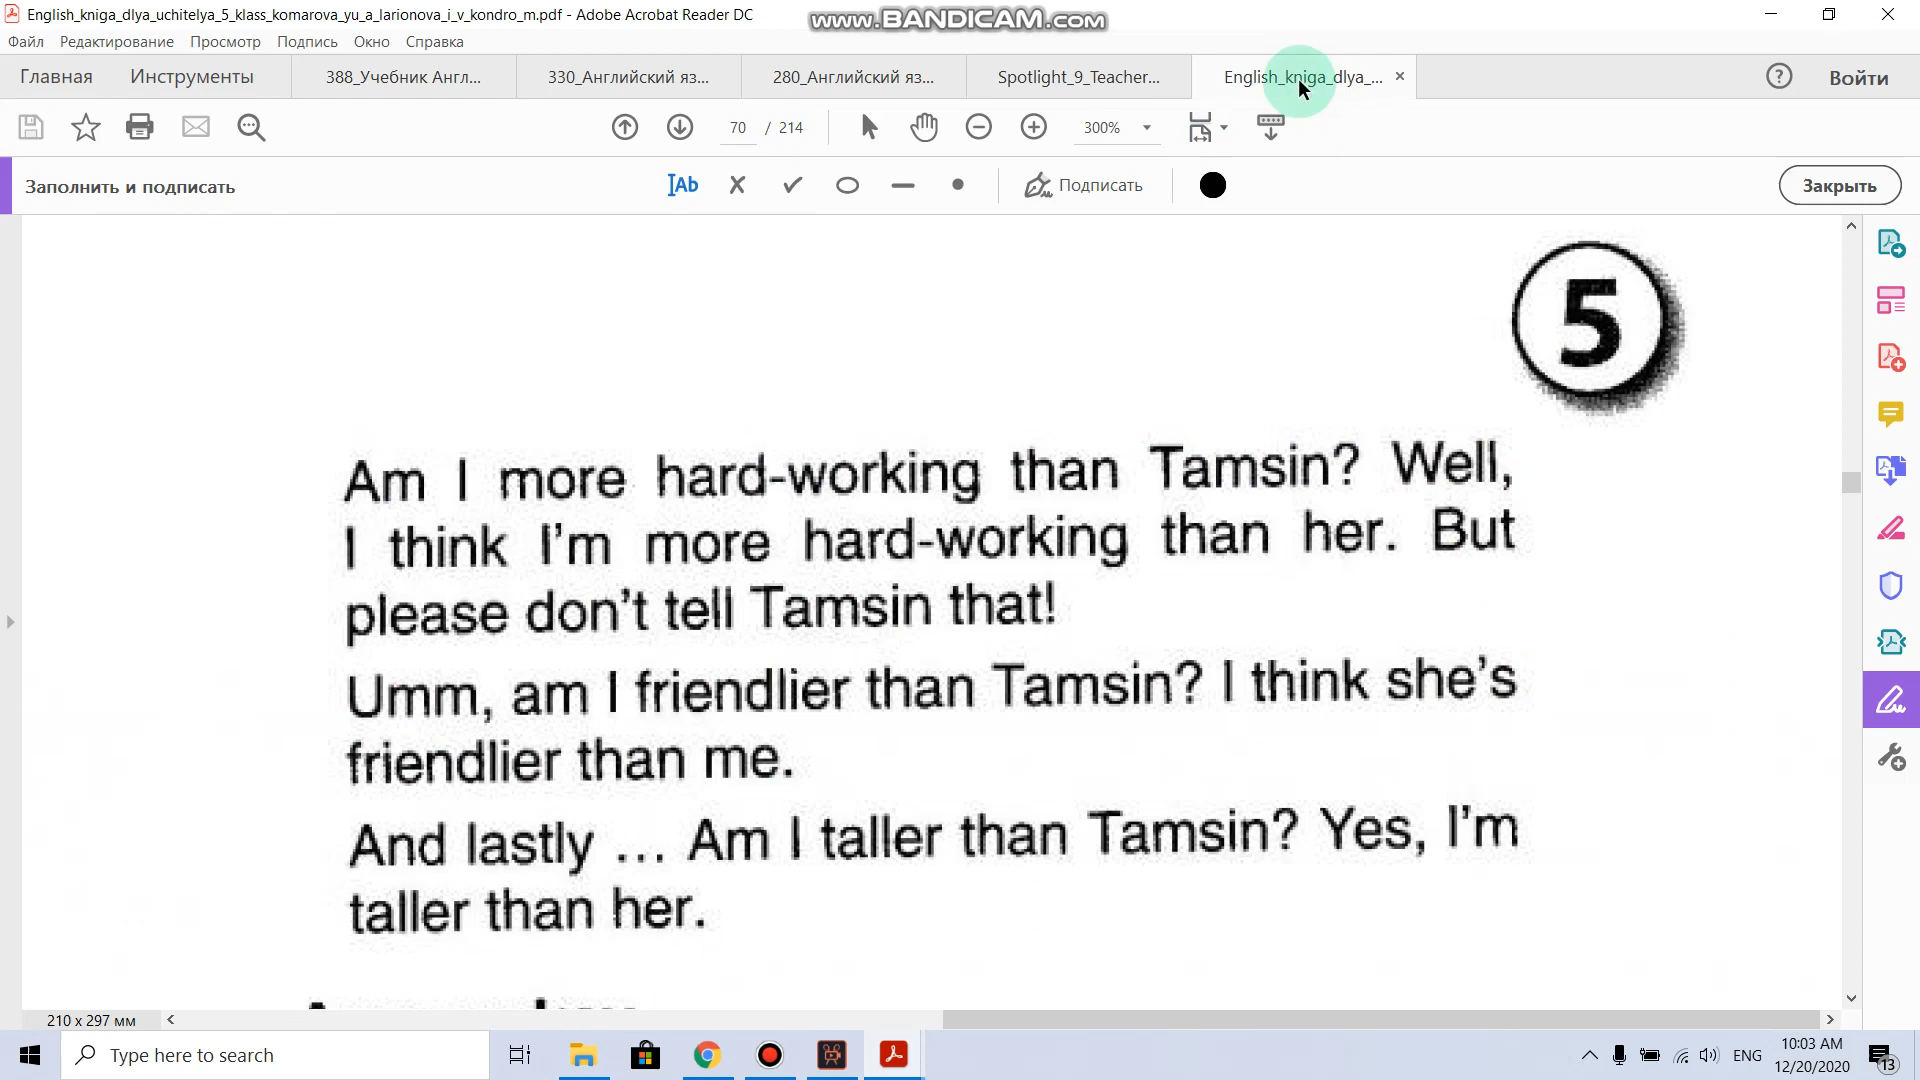 English_kniga_dlya_uchitelya_5_klass_komarova_yu_a_larionova_i_v_kondro_m.pdf - Adobe Acrobat Reader DC
www.BANDICAM.com
Файл Редактирование Просмотр Подпись Окно Справка
Главная Инструменты 388_Учебник Англ... 330_Английский яз... 280_Английский яз... Spotlight_9_Teacher... English_kniga_dlya_... Войти
70 / 214 300%
Заполнить и подписать Ab Подписать Закрыть
5
Am I more hard-working than Tamsin? Well,
I think I'm more hard-working than her. But
please don't tell Tamsin that!
Umm, am I friendlier than Tamsin? I think she's
friendlier than me.
And lastly ... Am I taller than Tamsin? Yes, I'm
taller than her.
210 x 297 мм
Type here to search
ENG
10:03 AM
12/20/2020
13